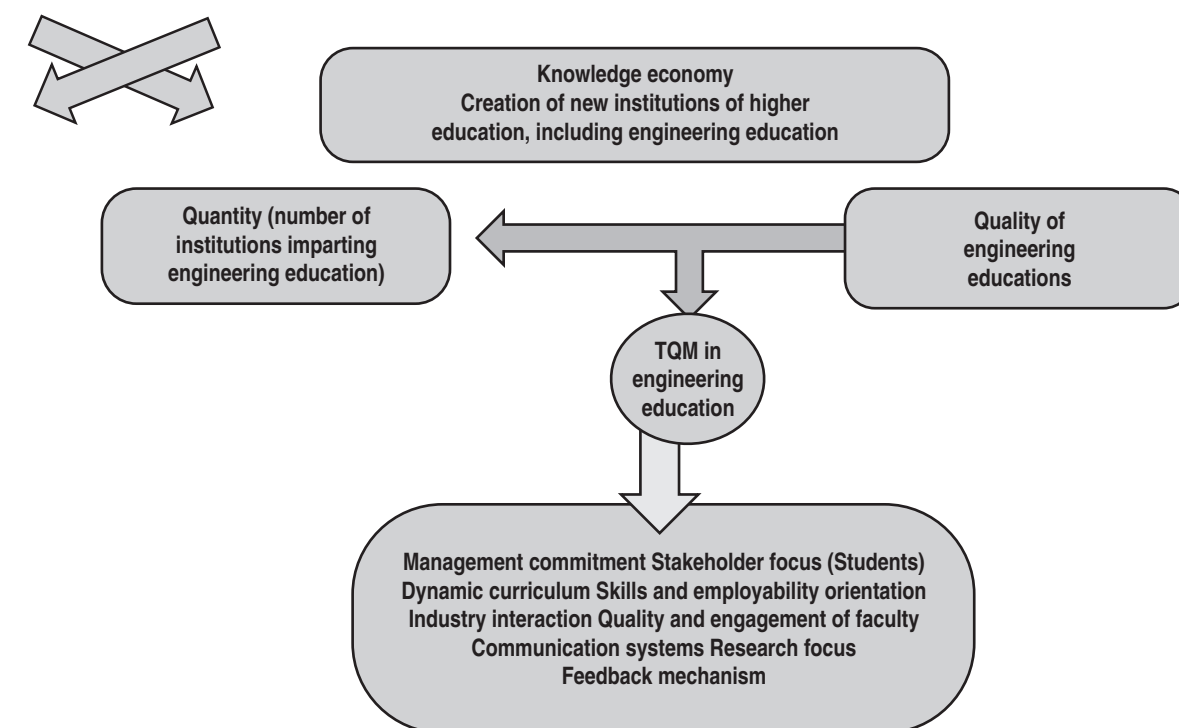 Knowledge economy
Creation of new institutions of higher
education, including engineering education
Quantity (number of
institutions imparting
engineering education)
Quality of
engineering
educations
TQM in
engineering
education
Management commitment Stakeholder focus (Students)
Dynamic curriculum Skills and employability orientation
Industry interaction Quality and engagement of faculty
Communication systems Research focus
Feedback mechanism